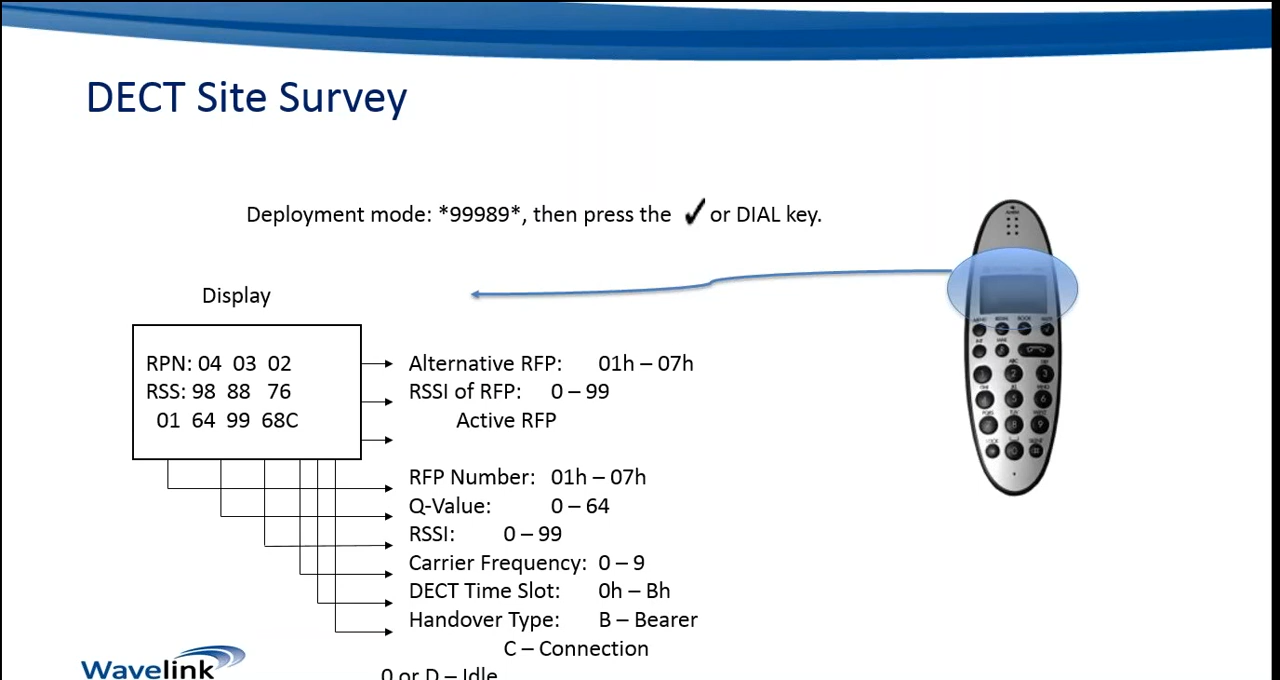 DECT Site Survey
Deployment mode: *99989*, then press the ✓ or DIAL key.
Display
RPN: 04 03 02
RSS: 98 88 76
01 64 99 68C
Alternative RFP: 01h – 07h
RSSI of RFP: 0 – 99
Active RFP
RFP Number: 01h – 07h
Q-Value: 0 – 64
RSSI: 0 – 99
Carrier Frequency: 0 – 9
DECT Time Slot: 0h – Bh
Handover Type: B – Bearer
C – Connection
0 or D – Idle
Wavelink